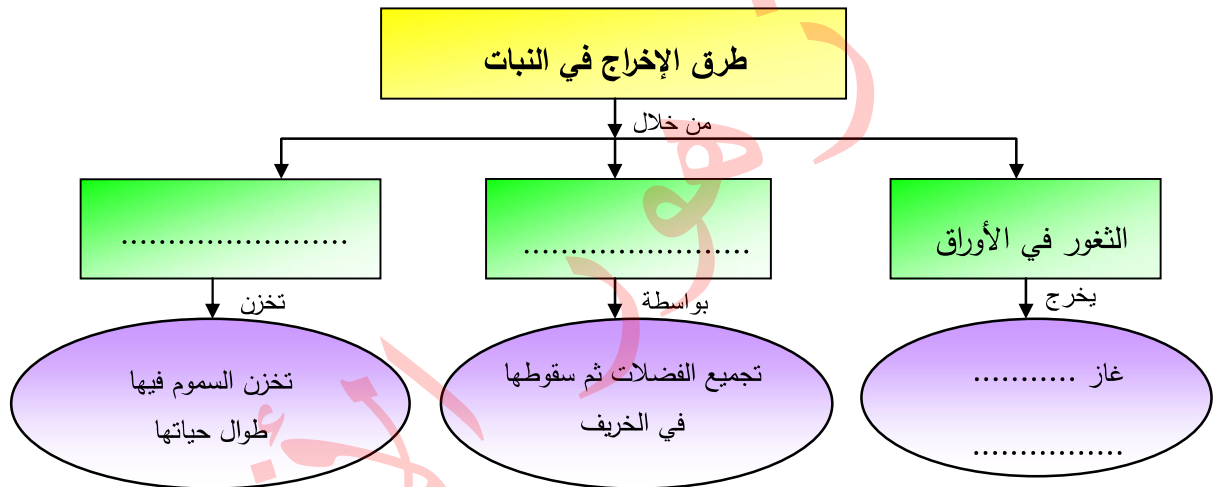 طرق الإخراج في النبات
من خلال
الثغور في الأوراق
........................
........................
يخرج
بواسطة
تخزن
غاز ...........
................
تجميع الفضلات ثم سقوطها
في الخريف
تخزن السموم فيها
طوال حياتها